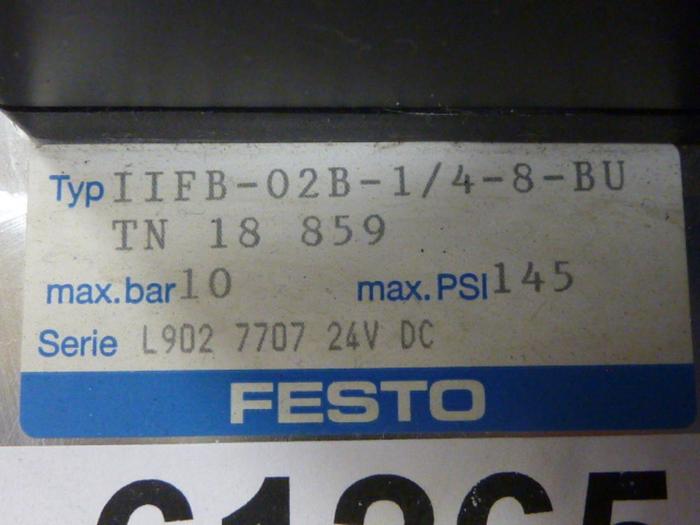 Typ IIFB-02B-1/4-8-BU
TN 18 859
max.bar 10 max.PSI 145
Serie L902 7707 24V DC
FESTO